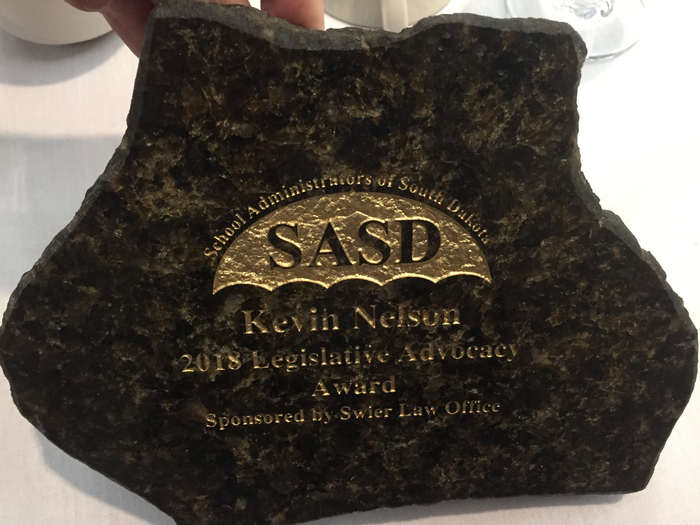 School Administrators of South Dakota
SASD
Kevin Nelson
2018 Legislative Advocacy
Award
Sponsored by Swier Law Office